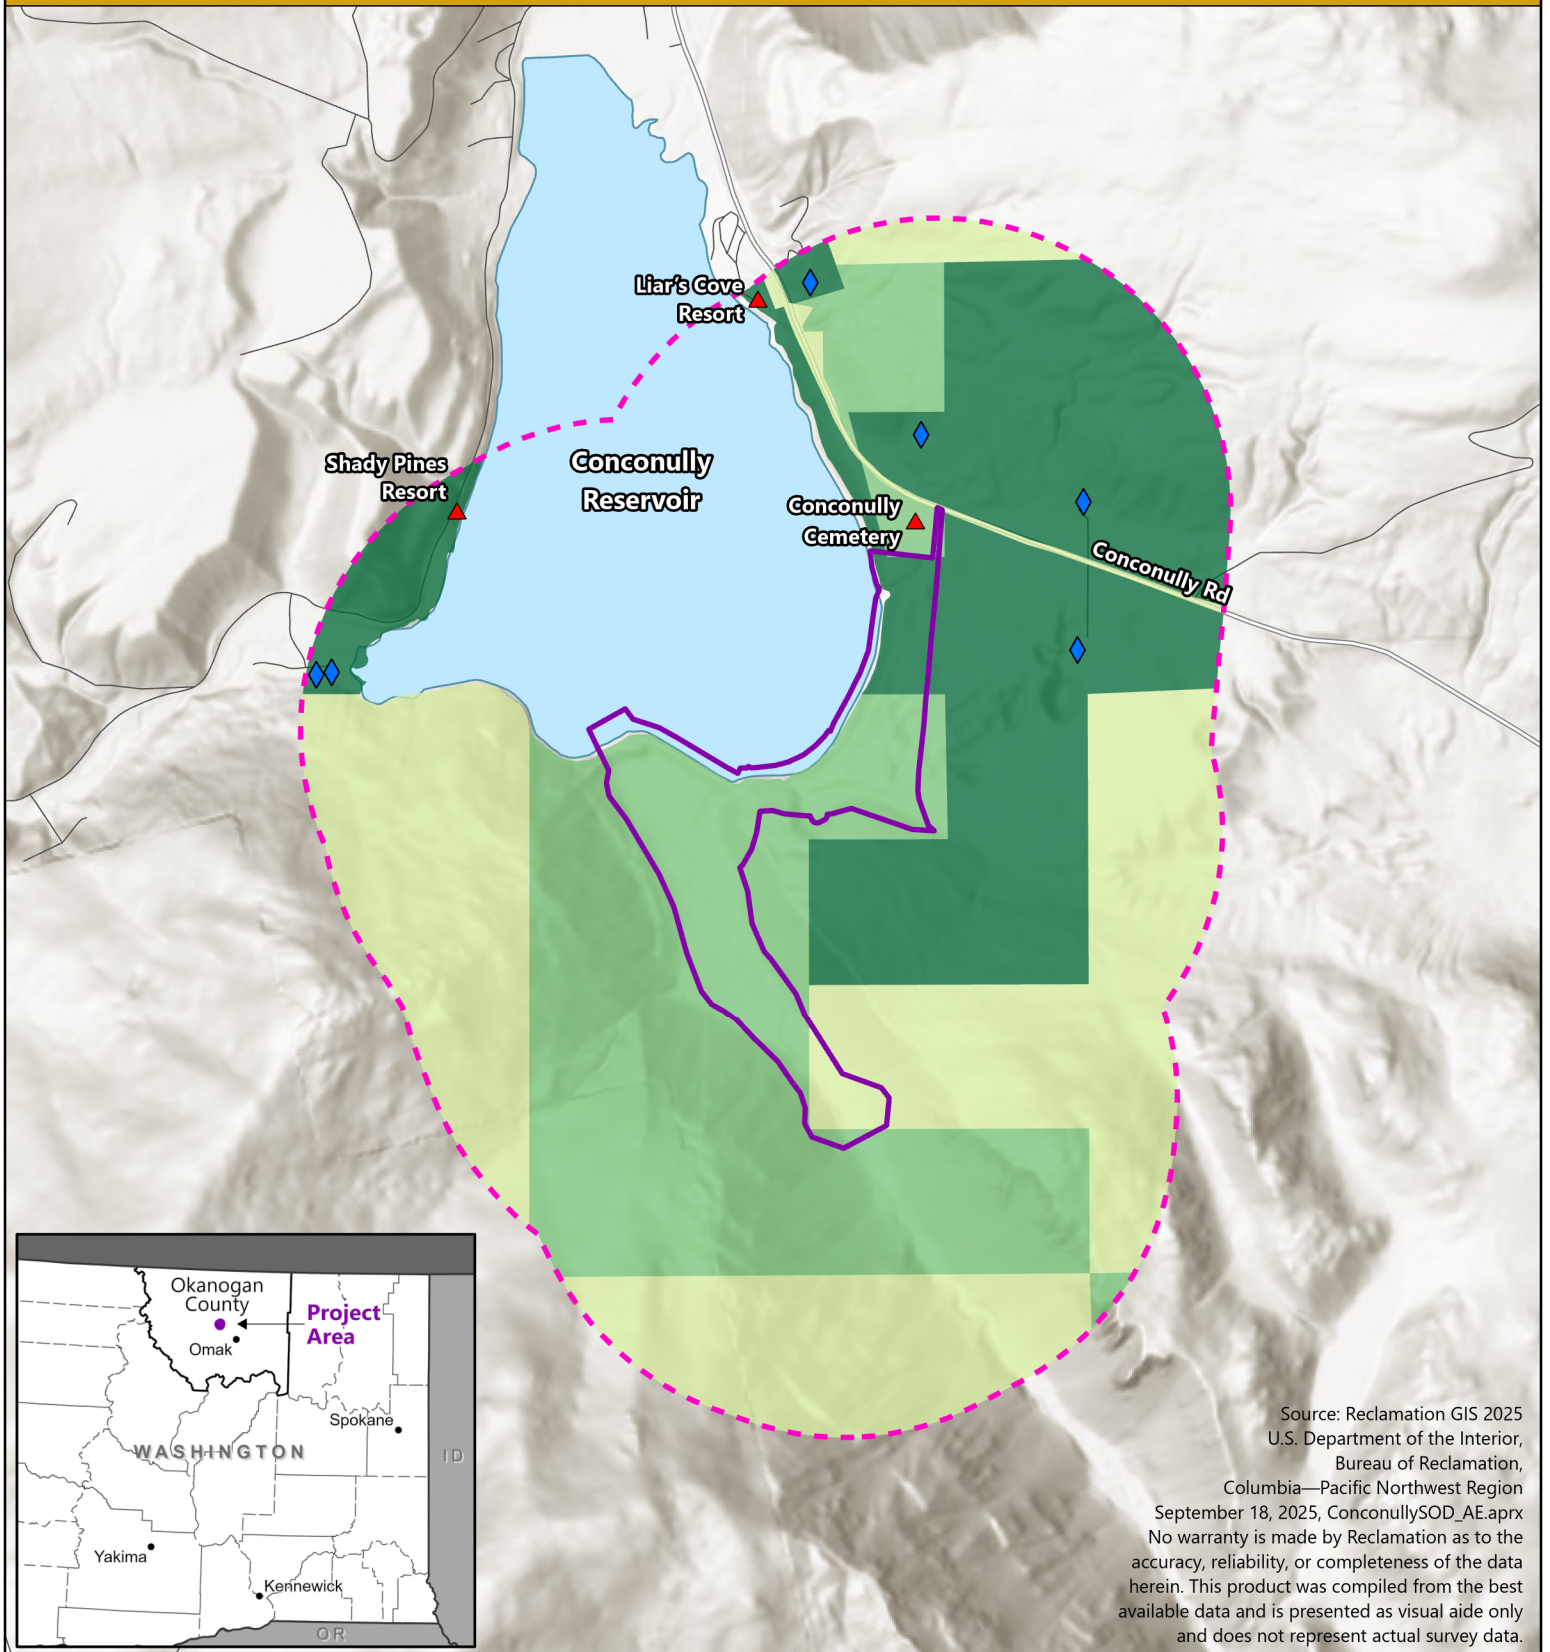 Liar's Cove
Resort
Shady Pines
Resort
Conconully
Reservoir
Conconully
Cemetery
Conconully Rd
Okanogan
County
Project
Area
Omak
Spokane
WASHINGTON
ID
Yakima
Kennewick
OR
Source: Reclamation GIS 2025
U.S. Department of the Interior,
Bureau of Reclamation,
Columbia—Pacific Northwest Region
September 18, 2025, ConconullySOD_AE.aprx
No warranty is made by Reclamation as to the
accuracy, reliability, or completeness of the data
herein. This product was compiled from the best
available data and is presented as visual aide only
and does not represent actual survey data.